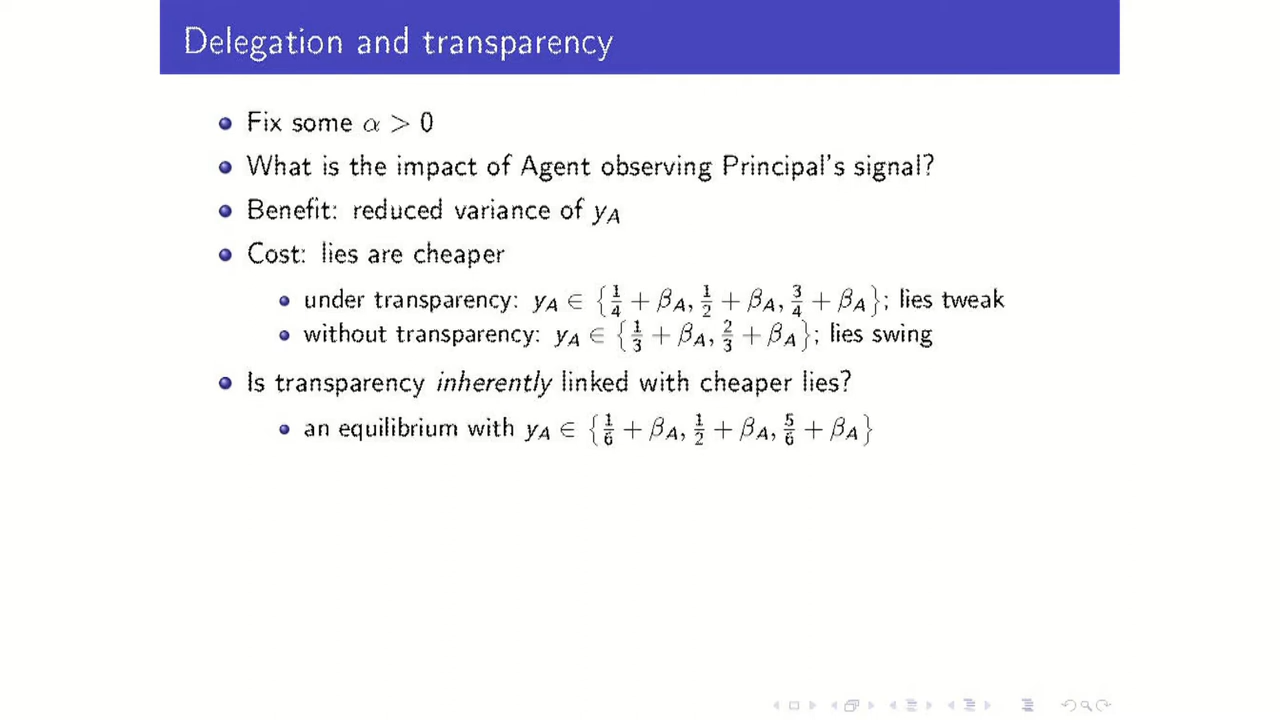 Delegation and transparency
Fix some α > 0
What is the impact of Agent observing Principal's signal?
Benefit: reduced variance of y_A
Cost: lies are cheaper
under transparency: y_A ∈ {1/4 + β_A, 1/2 + β_A, 3/4 + β_A}; lies tweak
without transparency: y_A ∈ {1/3 + β_A, 2/3 + β_A}; lies swing
Is transparency inherently linked with cheaper lies?
an equilibrium with y_A ∈ {1/6 + β_A, 1/2 + β_A, 5/6 + β_A}